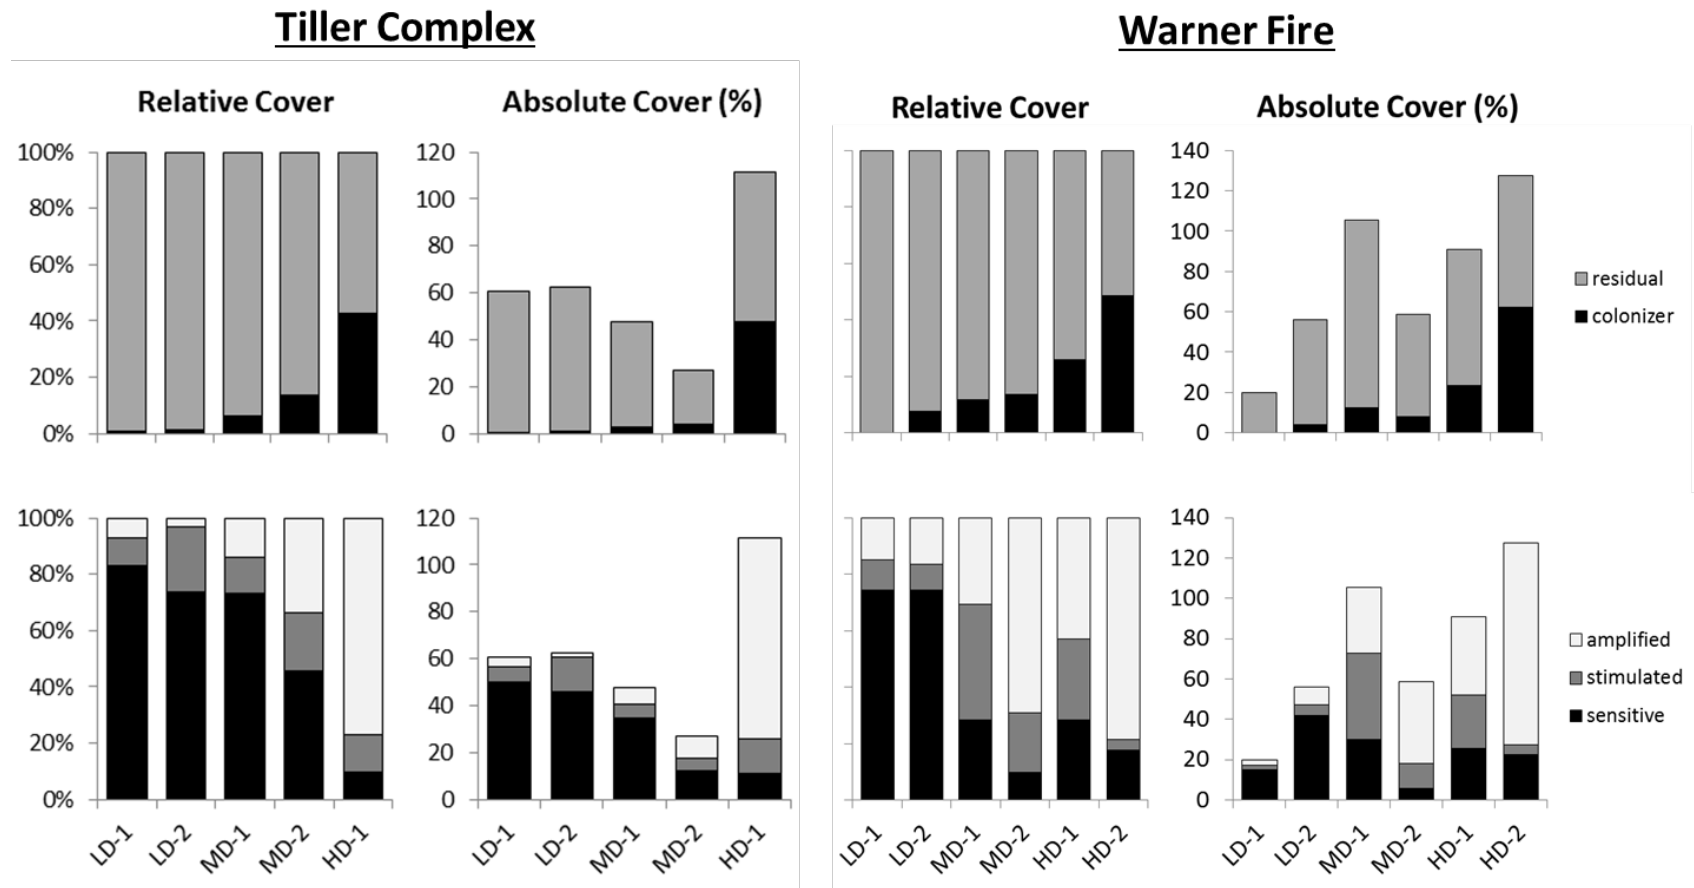 Tiller Complex
Warner Fire
Relative Cover
Absolute Cover (%)
Relative Cover
Absolute Cover (%)
100%
80%
60%
40%
20%
0%
120
100
80
60
40
20
0
140
120
100
80
60
40
20
0
residual
colonizer
100%
80%
60%
40%
20%
0%
120
100
80
60
40
20
0
140
120
100
80
60
40
20
0
amplified
stimulated
sensitive
LD-1
LD-2
MD-1
MD-2
HD-1
LD-1
LD-2
MD-1
MD-2
HD-1
LD-1
LD-2
MD-1
MD-2
HD-1
HD-2
LD-1
LD-2
MD-1
MD-2
HD-1
HD-2